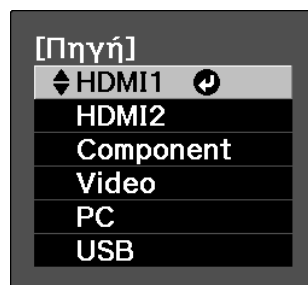 [Πηγή]
HDMI1
HDMI2
Component
Video
PC
USB